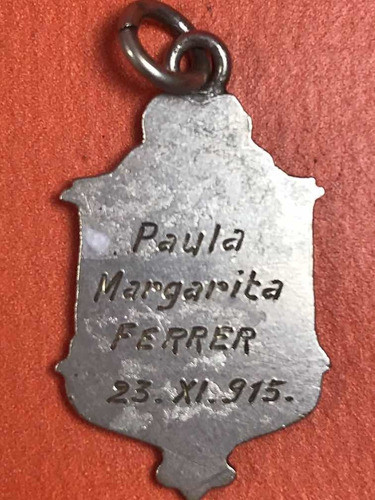 Paula
Margarita
FERRER
23. XI. 915.